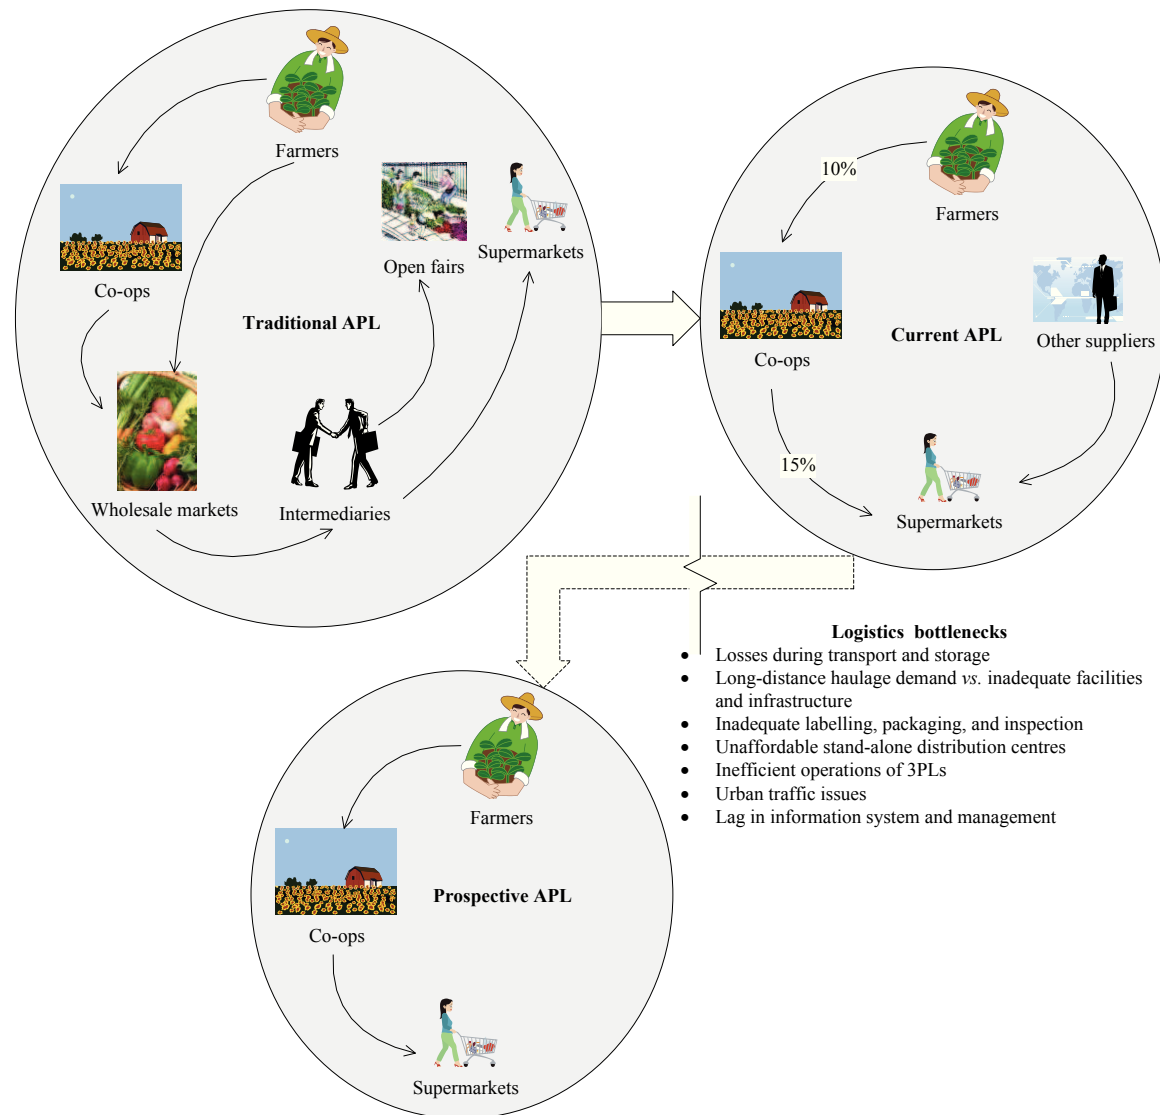 Farmers
Co-ops
Open fairs
Supermarkets
Traditional APL
Wholesale markets
Intermediaries
10%
Farmers
Co-ops
Current APL
Other suppliers
15%
Supermarkets
Logistics bottlenecks
• Losses during transport and storage
• Long-distance haulage demand vs. inadequate facilities
and infrastructure
• Inadequate labelling, packaging, and inspection
• Unaffordable stand-alone distribution centres
• Inefficient operations of 3PLs
• Urban traffic issues
• Lag in information system and management
Farmers
Prospective APL
Co-ops
Supermarkets